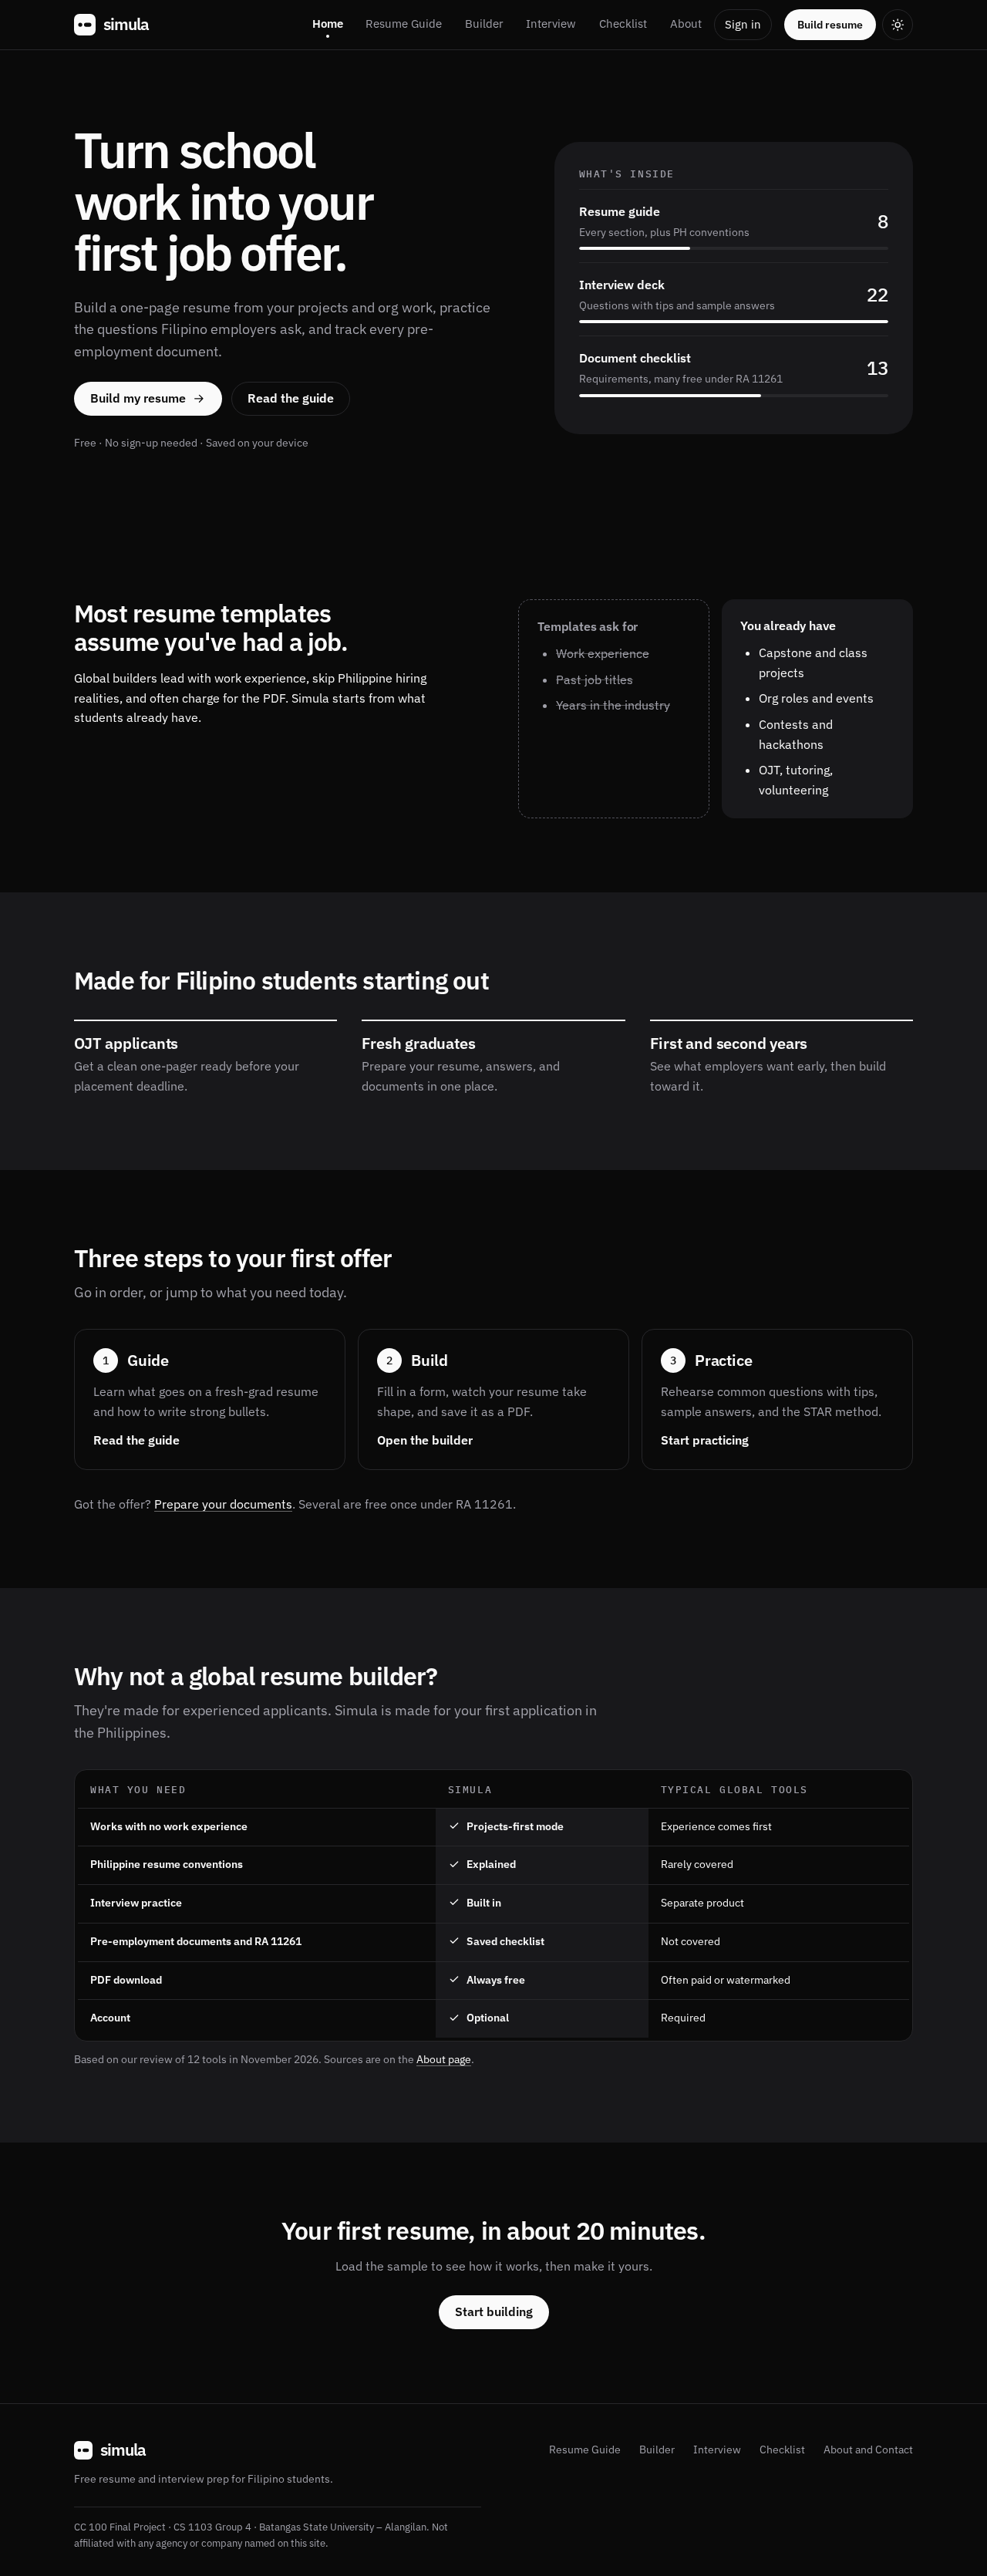 simula
Home
Resume Guide
Builder
Interview
Checklist
About
Sign in
Build resume
Turn school
work into your
first job offer.
Build a one-page resume from your projects and org work, practice
the questions Filipino employers ask, and track every pre-
employment document.
Build my resume →
Read the guide
Free · No sign-up needed · Saved on your device
WHAT'S INSIDE
Resume guide
Every section, plus PH conventions
8
Interview deck
Questions with tips and sample answers
22
Document checklist
Requirements, many free under RA 11261
13
Most resume templates
assume you've had a job.
Global builders lead with work experience, skip Philippine hiring
realities, and often charge for the PDF. Simula starts from what
students already have.
Templates ask for
• Work experience
• Past job titles
• Years in the industry
You already have
• Capstone and class
projects
• Org roles and events
• Contests and
hackathons
• OJT, tutoring,
volunteering
Made for Filipino students starting out
OJT applicants
Get a clean one-pager ready before your
placement deadline.
Fresh graduates
Prepare your resume, answers, and
documents in one place.
First and second years
See what employers want early, then build
toward it.
Three steps to your first offer
Go in order, or jump to what you need today.
1 Guide
Learn what goes on a fresh-grad resume
and how to write strong bullets.
Read the guide
2 Build
Fill in a form, watch your resume take
shape, and save it as a PDF.
Open the builder
3 Practice
Rehearse common questions with tips,
sample answers, and the STAR method.
Start practicing
Got the offer? Prepare your documents. Several are free once under RA 11261.
Why not a global resume builder?
They're made for experienced applicants. Simula is made for your first application in
the Philippines.
WHAT YOU NEED SIMULA TYPICAL GLOBAL TOOLS
Works with no work experience ✓ Projects-first mode Experience comes first
Philippine resume conventions ✓ Explained Rarely covered
Interview practice ✓ Built in Separate product
Pre-employment documents and RA 11261 ✓ Saved checklist Not covered
PDF download ✓ Always free Often paid or watermarked
Account ✓ Optional Required
Based on our review of 12 tools in November 2026. Sources are on the About page.
Your first resume, in about 20 minutes.
Load the sample to see how it works, then make it yours.
Start building
simula
Free resume and interview prep for Filipino students.
Resume Guide
Builder
Interview
Checklist
About and Contact
CC 100 Final Project · CS 1103 Group 4 · Batangas State University – Alangilan. Not
affiliated with any agency or company named on this site.